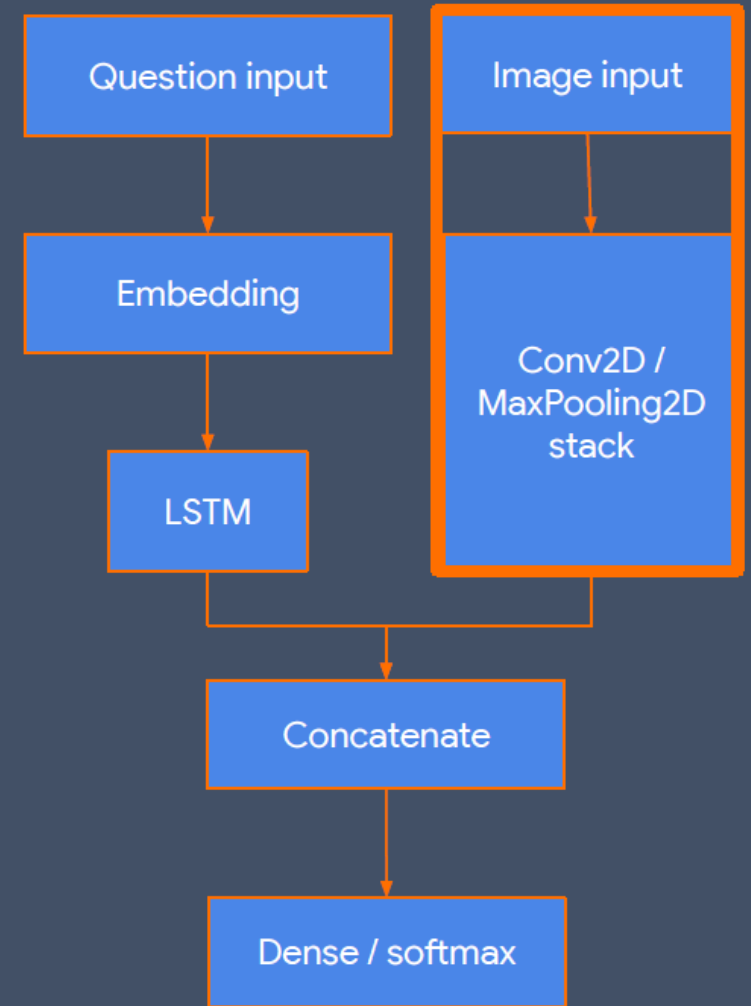 Question input
Image input
Embedding
Conv2D /
MaxPooling2D
stack
LSTM
Concatenate
Dense / softmax